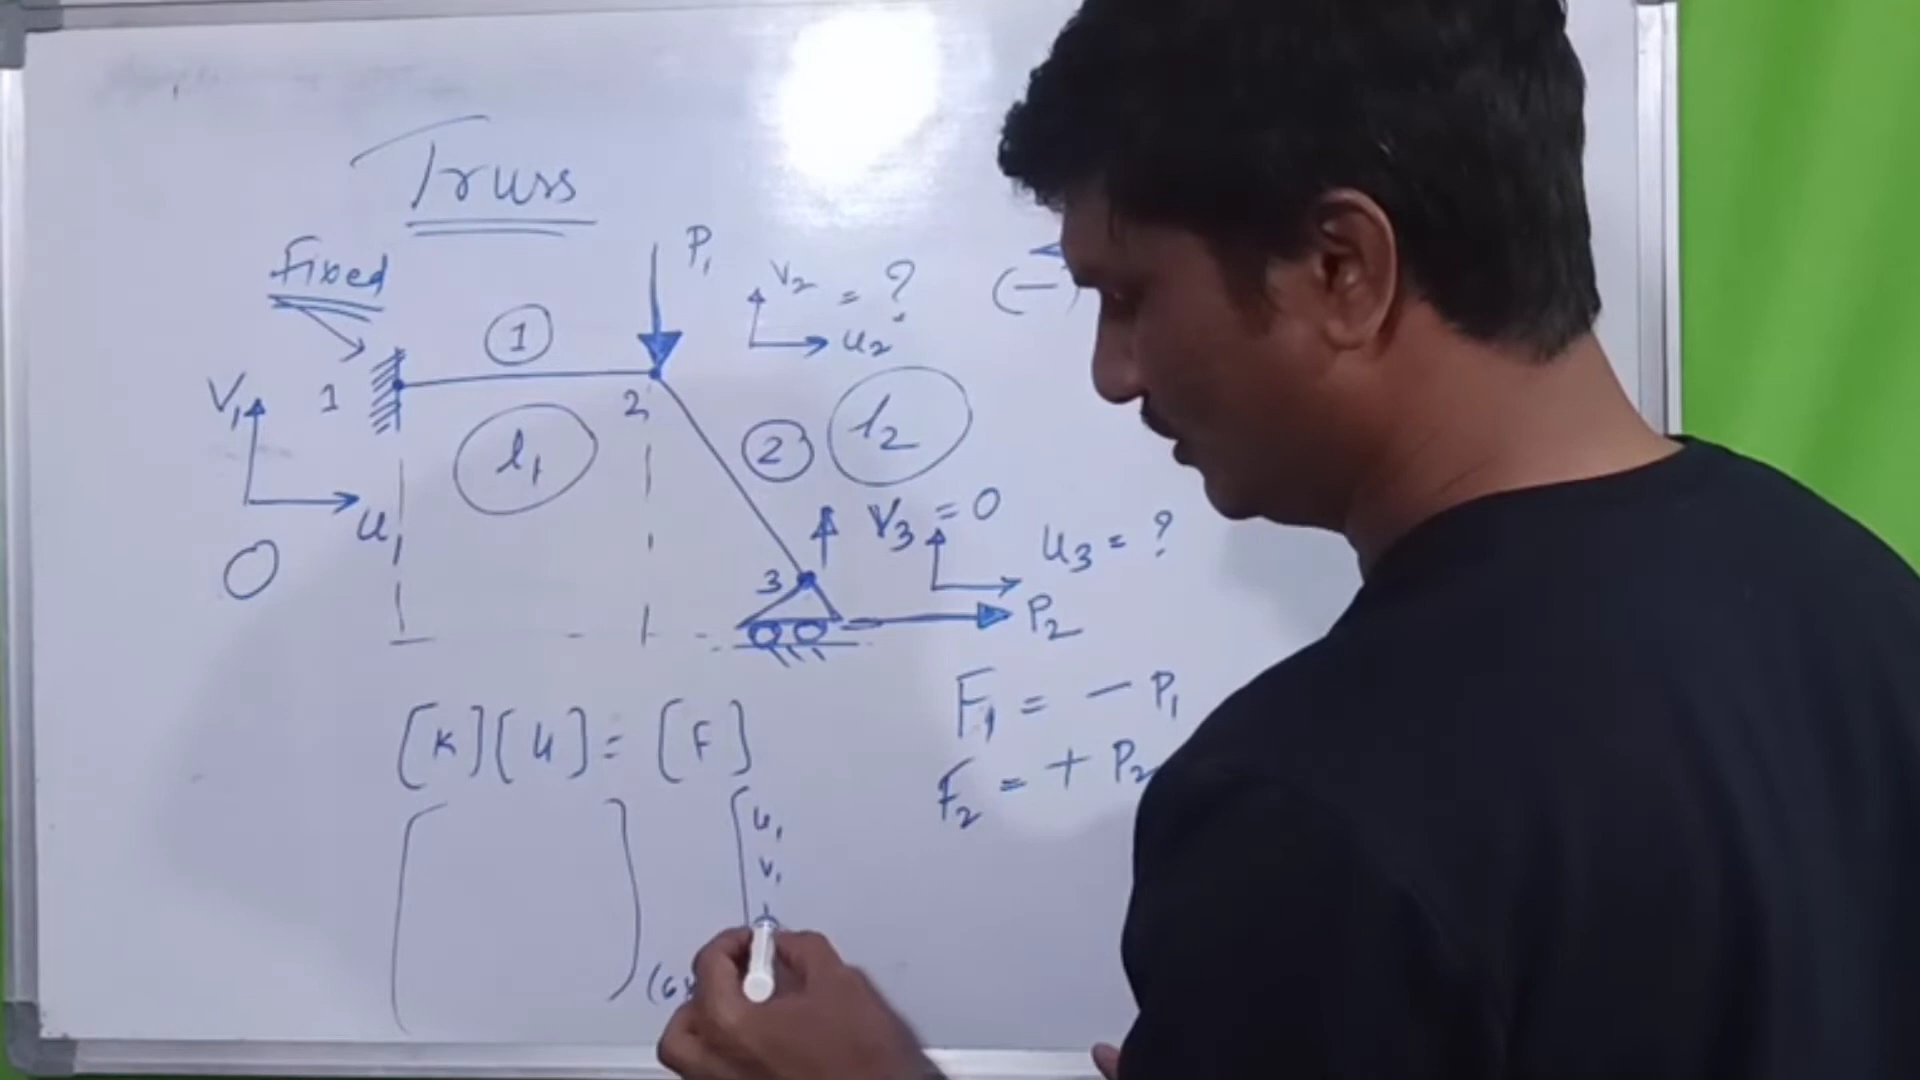 Truss
Fixed
P₁
V₂
= ?
u₂
(−)
1
V₁
1
2
l₁
2
l₂
u₁
0
V₃ = 0
u₃ = ?
3
P₂
[K][u] = [F]
F₁ = − P₁
F₂ = + P₂
u₁
v₁
(6x